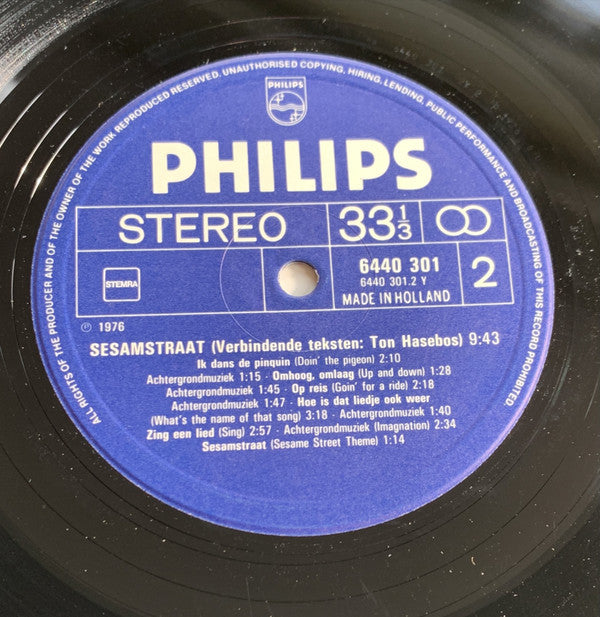 ALL RIGHTS OF THE PRODUCER AND OF THE OWNER OF THE WORK REPRODUCED RESERVED. UNAUTHORISED COPYING, HIRING, LENDING, PUBLIC PERFORMANCE AND BROADCASTING OF THIS RECORD PROHIBITED.
PHILIPS
PHILIPS
STEREO 33 1/3
STEMRA
6440 301
6440 301.2 Y
MADE IN HOLLAND
2
℗ 1976
SESAMSTRAAT (Verbindende teksten: Ton Hasebos) 9:43
Ik dans de pinquin (Doin' the pigeon) 2:10
Achtergrondmuziek 1:15 · Omhoog, omlaag (Up and down) 1:28
Achtergrondmuziek 1:45 · Op reis (Goin' for a ride) 2:18
Achtergrondmuziek 1:47 · Hoe is dat liedje ook weer
(What's the name of that song) 3:18 · Achtergrondmuziek 1:40
Zing een lied (Sing) 2:57 · Achtergrondmuziek (Imagnation) 2:34
Sesamstraat (Sesame Street Theme) 1:14